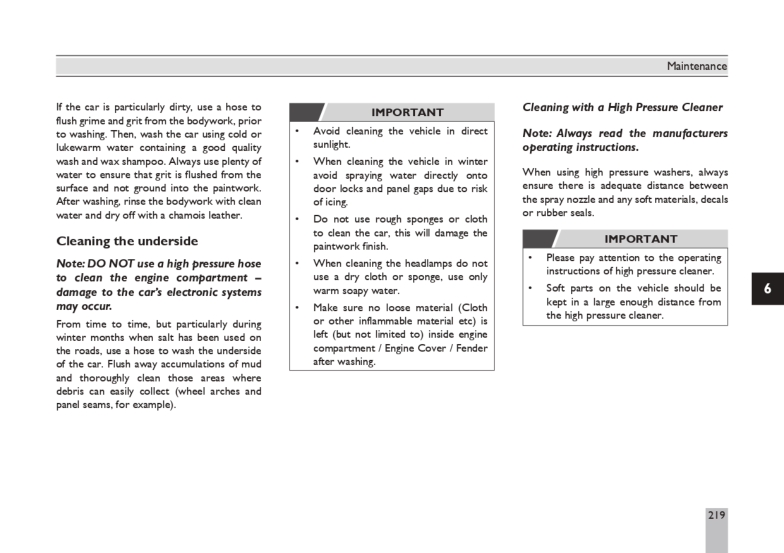 Maintenance
If the car is particularly dirty, use a hose to
flush grime and grit from the bodywork, prior
to washing. Then, wash the car using cold or
lukewarm water containing a good quality
wash and wax shampoo. Always use plenty of
water to ensure that grit is flushed from the
surface and not ground into the paintwork.
After washing, rinse the bodywork with clean
water and dry off with a chamois leather.
Cleaning the underside
Note: DO NOT use a high pressure hose
to clean the engine compartment –
damage to the car's electronic systems
may occur.
From time to time, but particularly during
winter months when salt has been used on
the roads, use a hose to wash the underside
of the car. Flush away accumulations of mud
and thoroughly clean those areas where
debris can easily collect (wheel arches and
panel seams, for example).
IMPORTANT
• Avoid cleaning the vehicle in direct
sunlight.
• When cleaning the vehicle in winter
avoid spraying water directly onto
door locks and panel gaps due to risk
of icing.
• Do not use rough sponges or cloth
to clean the car, this will damage the
paintwork finish.
• When cleaning the headlamps do not
use a dry cloth or sponge, use only
warm soapy water.
• Make sure no loose material (Cloth
or other inflammable material etc) is
left (but not limited to) inside engine
compartment / Engine Cover / Fender
after washing.
Cleaning with a High Pressure Cleaner
Note: Always read the manufacturers
operating instructions.
When using high pressure washers, always
ensure there is adequate distance between
the spray nozzle and any soft materials, decals
or rubber seals.
IMPORTANT
• Please pay attention to the operating
instructions of high pressure cleaner.
• Soft parts on the vehicle should be
kept in a large enough distance from
the high pressure cleaner.
6
219